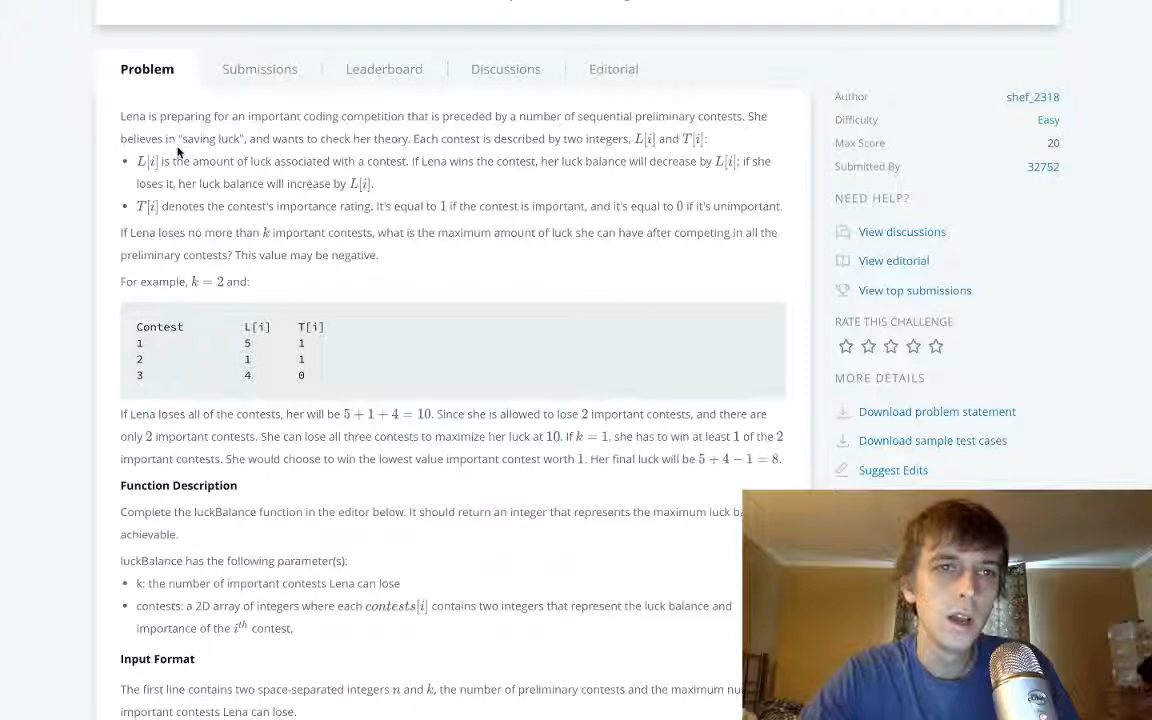 Problem
Submissions
Leaderboard
Discussions
Editorial
Lena is preparing for an important coding competition that is preceded by a number of sequential preliminary contests. She
believes in "saving luck", and wants to check her theory. Each contest is described by two integers, L[i] and T[i]:
• L[i] is the amount of luck associated with a contest. If Lena wins the contest, her luck balance will decrease by L[i]; if she
loses it, her luck balance will increase by L[i].
• T[i] denotes the contest's importance rating. It's equal to 1 if the contest is important, and it's equal to 0 if it's unimportant.
If Lena loses no more than k important contests, what is the maximum amount of luck she can have after competing in all the
preliminary contests? This value may be negative.
For example, k = 2 and:
Contest L[i] T[i]
1 5 1
2 1 1
3 4 0
If Lena loses all of the contests, her will be 5 + 1 + 4 = 10. Since she is allowed to lose 2 important contests, and there are
only 2 important contests. She can lose all three contests to maximize her luck at 10. If k = 1, she has to win at least 1 of the 2
important contests. She would choose to win the lowest value important contest worth 1. Her final luck will be 5 + 4 − 1 = 8.
Function Description
Complete the luckBalance function in the editor below. It should return an integer that represents the maximum luck
achievable.
luckBalance has the following parameter(s):
• k: the number of important contests Lena can lose
• contests: a 2D array of integers where each contests[i] contains two integers that represent the luck balance and
importance of the ith contest.
Input Format
The first line contains two space-separated integers n and k, the number of preliminary contests and the maximum
important contests Lena can lose.
Author shef_2318
Difficulty Easy
Max Score 20
Submitted By 32752
NEED HELP?
View discussions
View editorial
View top submissions
RATE THIS CHALLENGE
MORE DETAILS
Download problem statement
Download sample test cases
Suggest Edits